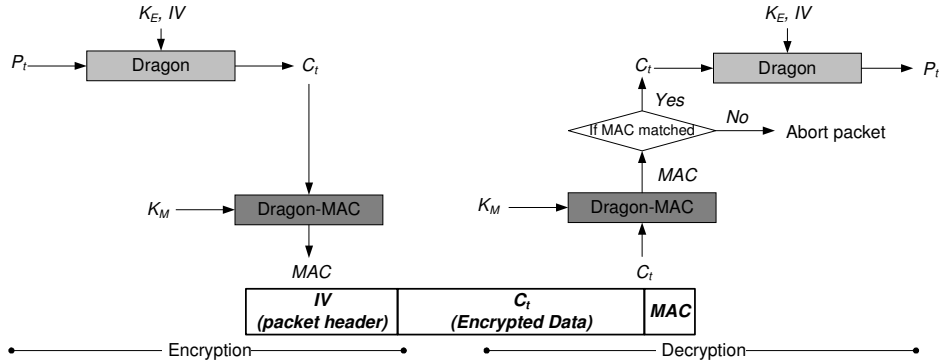 K_E, IV
P_t
Dragon
C_t
K_M
Dragon-MAC
MAC
K_E, IV
C_t
Dragon
P_t
Yes
If MAC matched
No
Abort packet
MAC
K_M
Dragon-MAC
C_t
IV
(packet header)
C_t
(Encrypted Data)
MAC
Encryption
Decryption